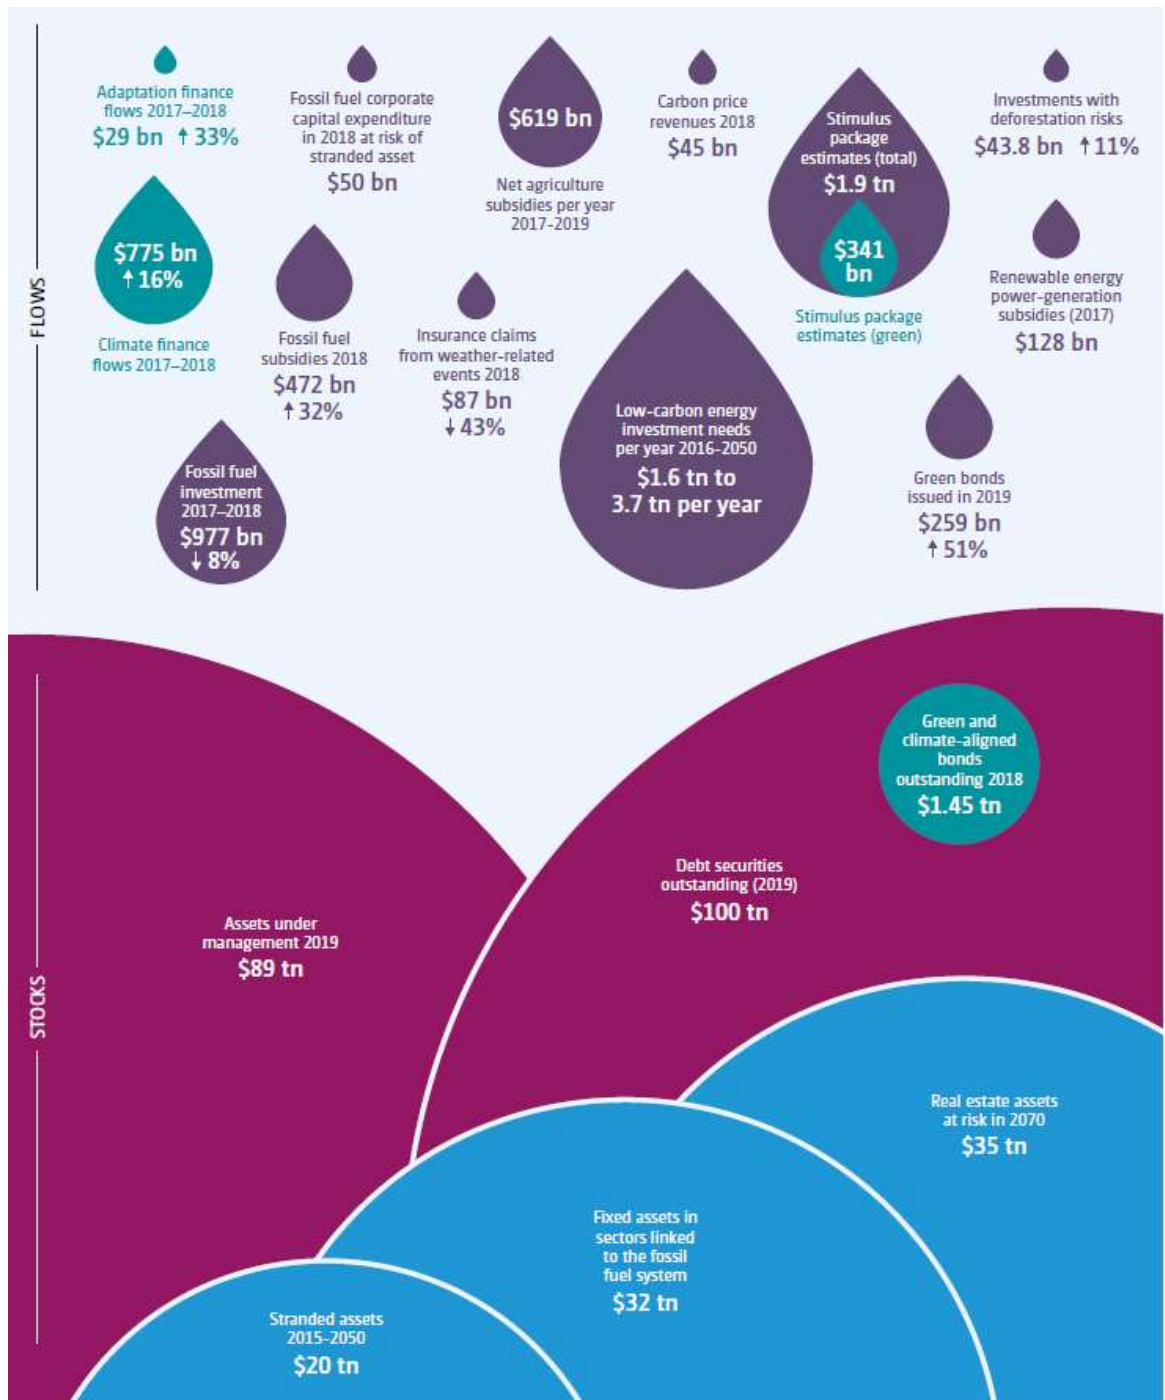 FLOWS
Adaptation finance
flows 2017–2018
$29 bn ↑ 33%
Fossil fuel corporate
capital expenditure
in 2018 at risk of
stranded asset
$50 bn
$619 bn
Net agriculture
subsidies per year
2017-2019
Carbon price
revenues 2018
$45 bn
Stimulus
package
estimates (total)
$1.9 tn
$341
bn
Stimulus package
estimates (green)
Investments with
deforestation risks
$43.8 bn ↑ 11%
$775 bn
↑ 16%
Climate finance
flows 2017–2018
Fossil fuel
subsidies 2018
$472 bn
↑ 32%
Insurance claims
from weather-related
events 2018
$87 bn
↓ 43%
Renewable energy
power-generation
subsidies (2017)
$128 bn
Fossil fuel
investment
2017–2018
$977 bn
↓ 8%
Low-carbon energy
investment needs
per year 2016-2050
$1.6 tn to
3.7 tn per year
Green bonds
issued in 2019
$259 bn
↑ 51%
STOCKS
Green and
climate-aligned
bonds
outstanding 2018
$1.45 tn
Debt securities
outstanding (2019)
$100 tn
Assets under
management 2019
$89 tn
Real estate assets
at risk in 2070
$35 tn
Fixed assets in
sectors linked
to the fossil
fuel system
$32 tn
Stranded assets
2015-2050
$20 tn